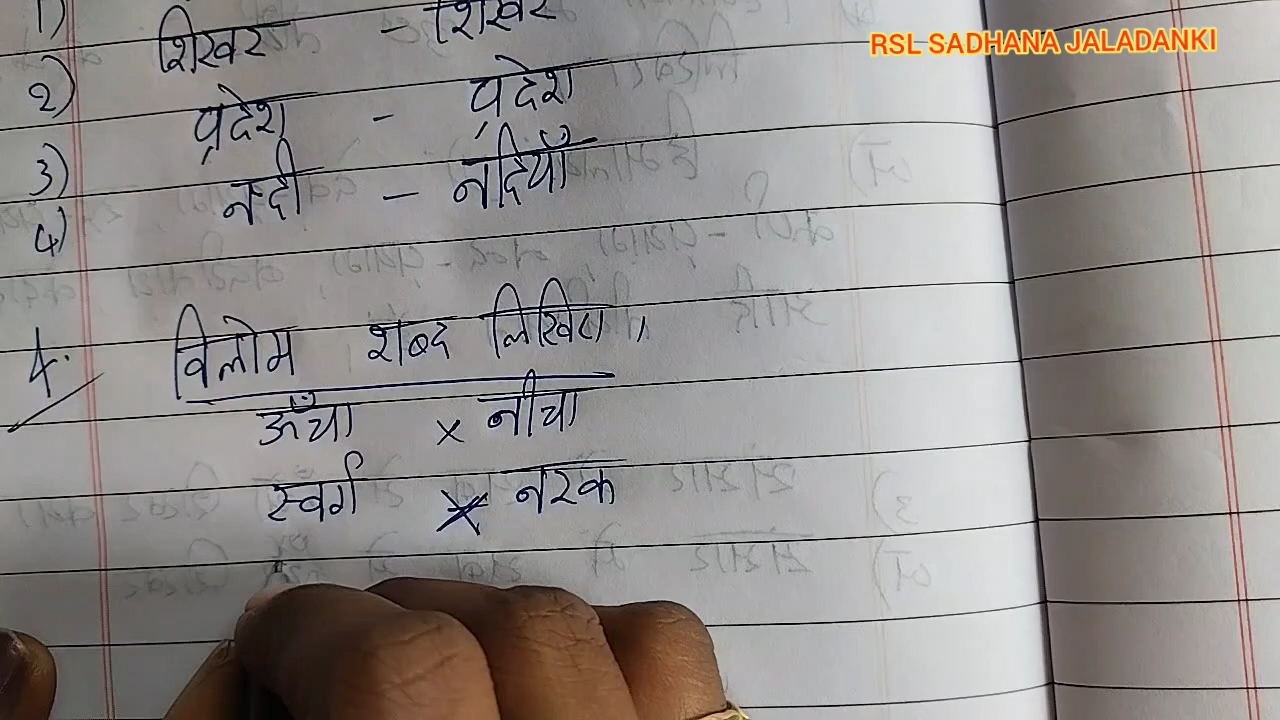 1)
शिखर - शिखर
RSL SADHANA JALADANKI
2)
प्रदेश - प्रदेश
3)
नदी - नदियाँ
4)
4. विलोम शब्द लिखिए,
ऊँचा × नीचा
स्वर्ग × नरक